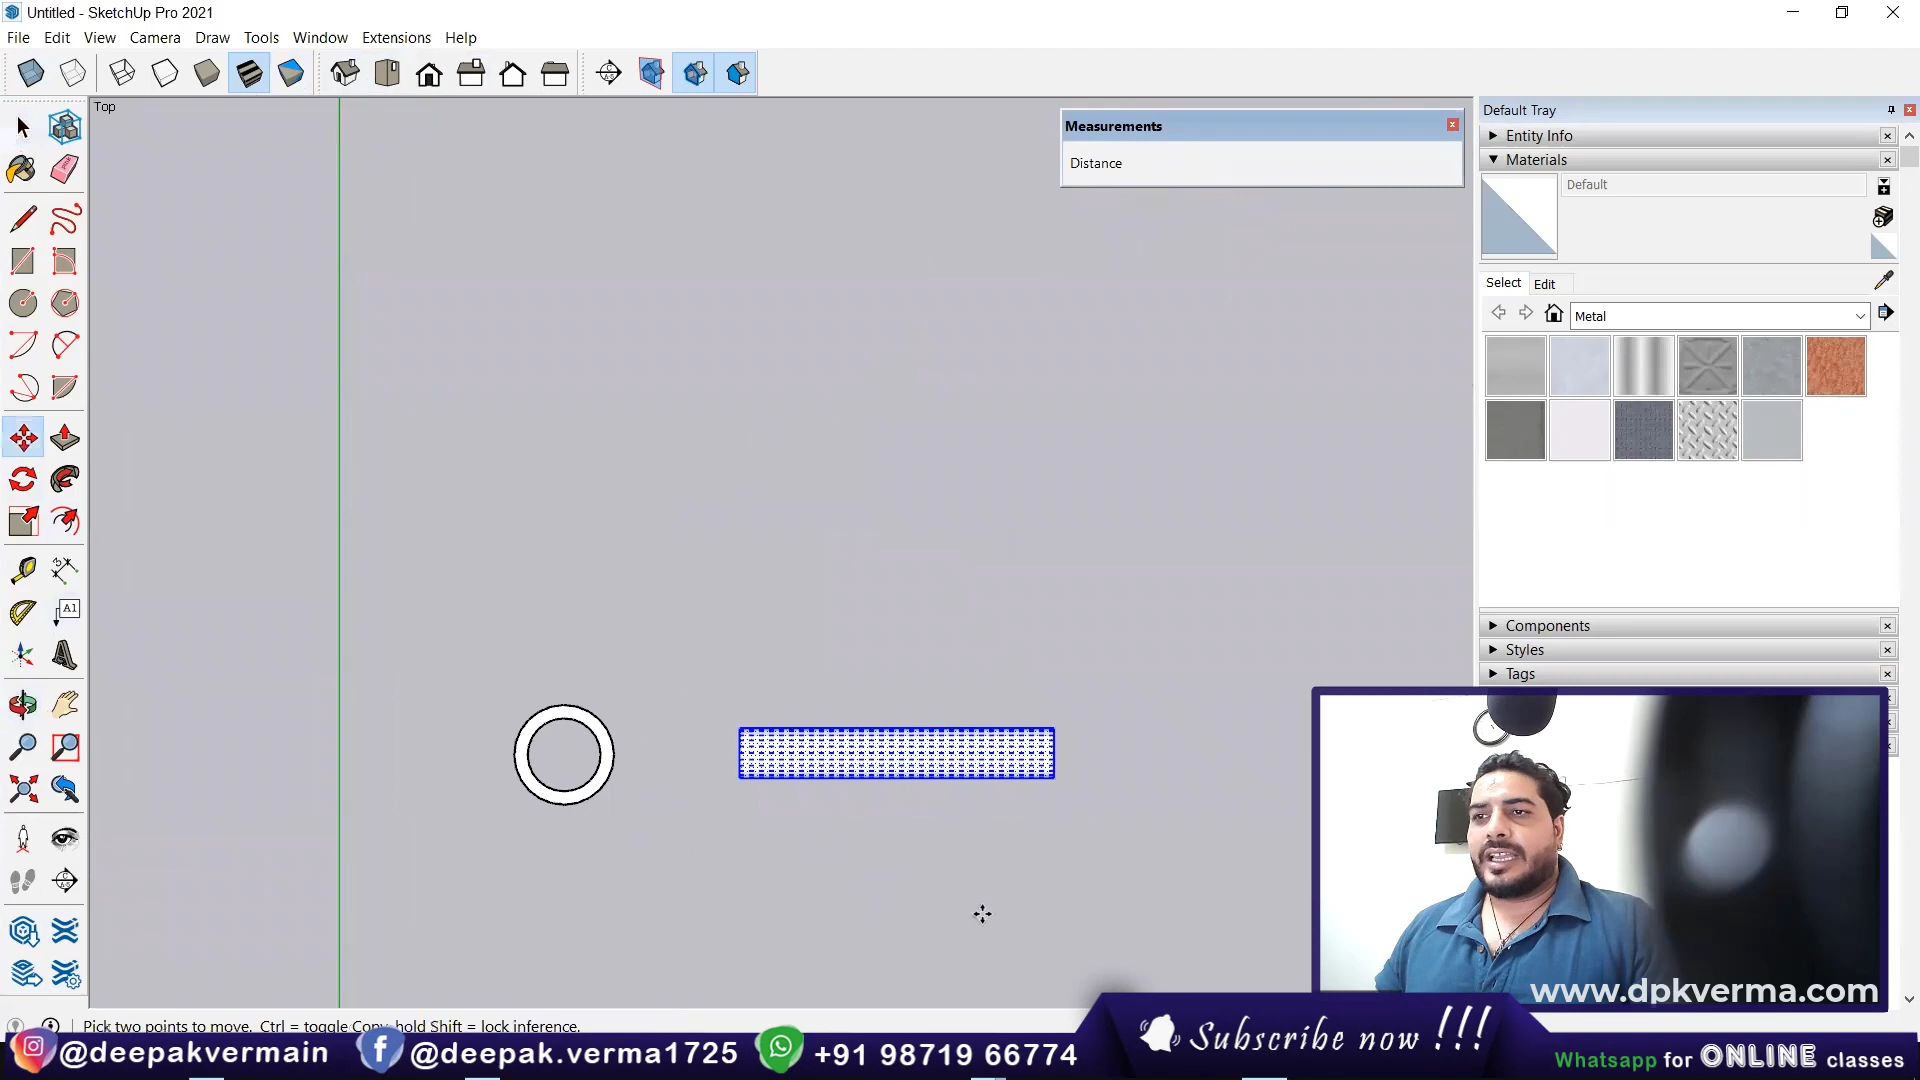 Untitled - SketchUp Pro 2021
File Edit View Camera Draw Tools Window Extensions Help
Top
Measurements
Distance
Default Tray
Entity Info
Materials
Default
Select Edit
Metal
Components
Styles
Tags
A1
www.dpkverma.com
Pick two points to move. Ctrl = toggle Copy, hold Shift = lock inference.
@deepakvermain
@deepak.verma1725
+91 98719 66774
Subscribe now !!!
Whatsapp for ONLINE classes